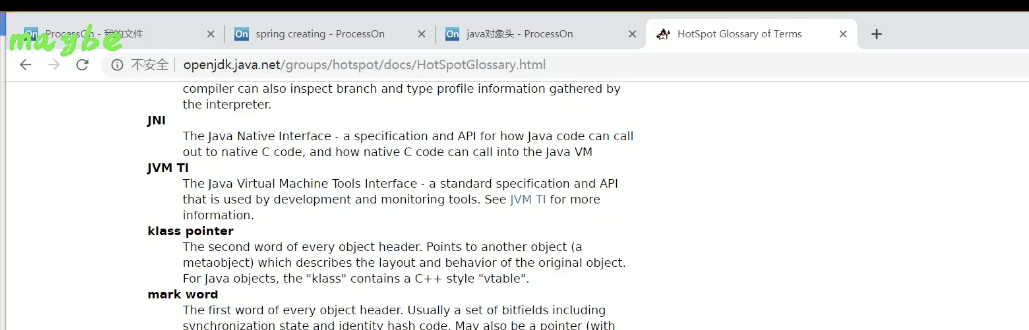 ProcessOn - 我的文件
spring creating - ProcessOn
java对象头 - ProcessOn
HotSpot Glossary of Terms
maybe
不安全 openjdk.java.net/groups/hotspot/docs/HotSpotGlossary.html
compiler can also inspect branch and type profile information gathered by
the interpreter.
JNI
The Java Native Interface - a specification and API for how Java code can call
out to native C code, and how native C code can call into the Java VM
JVM TI
The Java Virtual Machine Tools Interface - a standard specification and API
that is used by development and monitoring tools. See JVM TI for more
information.
klass pointer
The second word of every object header. Points to another object (a
metaobject) which describes the layout and behavior of the original object.
For Java objects, the "klass" contains a C++ style "vtable".
mark word
The first word of every object header. Usually a set of bitfields including
synchronization state and identity hash code. May also be a pointer (with